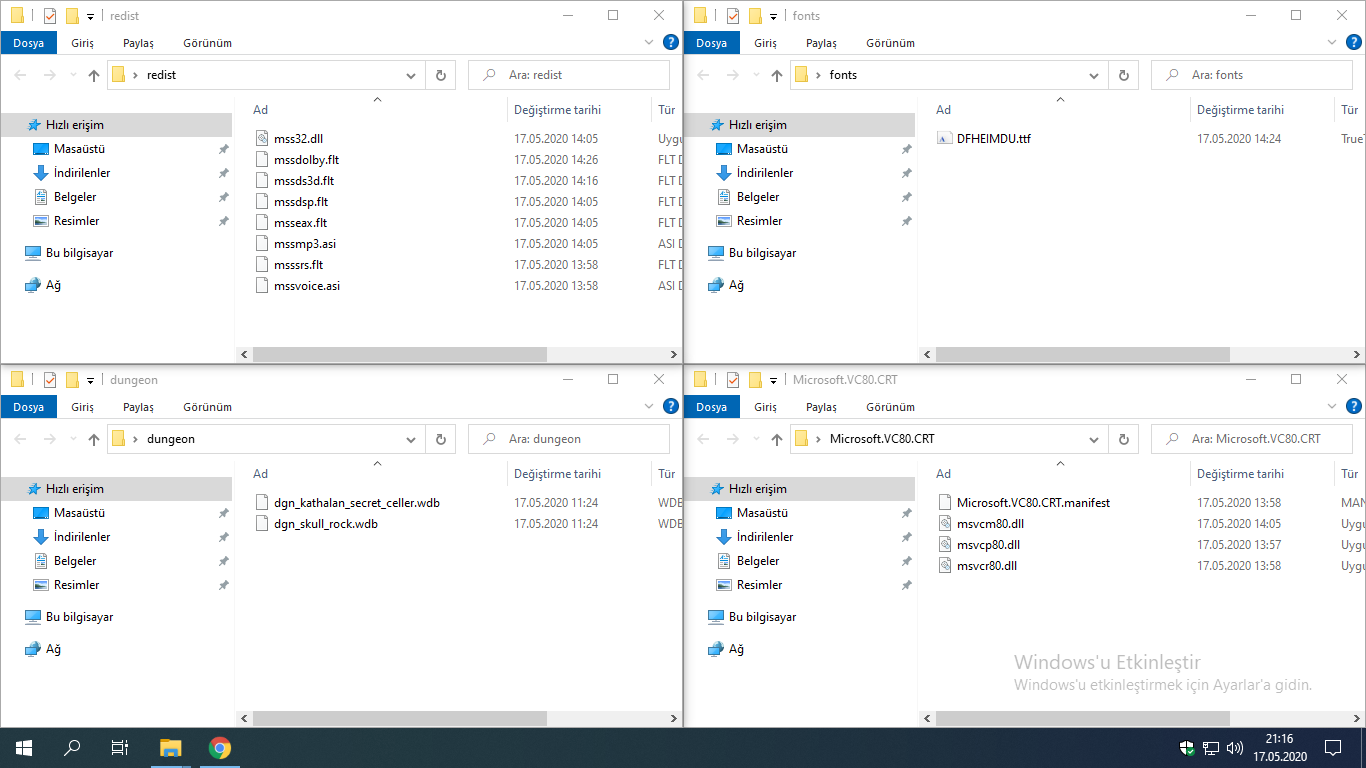 redist
Dosya Giriş Paylaş Görünüm
redist
Ara: redist
Ad Değiştirme tarihi Tür
Hızlı erişim
Masaüstü
İndirilenler
Belgeler
Resimler
Bu bilgisayar
Ağ
mss32.dll 17.05.2020 14:05 Uygu
mssdolby.flt 17.05.2020 14:26 FLT D
mssds3d.flt 17.05.2020 14:16 FLT D
mssdsp.flt 17.05.2020 14:05 FLT D
msseax.flt 17.05.2020 14:05 FLT D
mssmp3.asi 17.05.2020 14:05 ASI D
msssrs.flt 17.05.2020 13:58 FLT D
mssvoice.asi 17.05.2020 13:58 ASI D
fonts
Dosya Giriş Paylaş Görünüm
fonts
Ara: fonts
Ad Değiştirme tarihi Tür
Hızlı erişim
Masaüstü
İndirilenler
Belgeler
Resimler
Bu bilgisayar
Ağ
DFHEIMDU.ttf 17.05.2020 14:24 True
dungeon
Dosya Giriş Paylaş Görünüm
dungeon
Ara: dungeon
Ad Değiştirme tarihi Tür
Hızlı erişim
Masaüstü
İndirilenler
Belgeler
Resimler
Bu bilgisayar
Ağ
dgn_kathalan_secret_celler.wdb 17.05.2020 11:24 WDB
dgn_skull_rock.wdb 17.05.2020 11:24 WDB
Microsoft.VC80.CRT
Dosya Giriş Paylaş Görünüm
Microsoft.VC80.CRT
Ara: Microsoft.VC80.CRT
Ad Değiştirme tarihi Tür
Hızlı erişim
Masaüstü
İndirilenler
Belgeler
Resimler
Bu bilgisayar
Ağ
Microsoft.VC80.CRT.manifest 17.05.2020 13:58 MAN
msvcm80.dll 17.05.2020 14:05 Uygu
msvcp80.dll 17.05.2020 13:57 Uygu
msvcr80.dll 17.05.2020 13:58 Uygu
Windows'u Etkinleştir
Windows'u etkinleştirmek için Ayarlar'a gidin.
21:16
17.05.2020